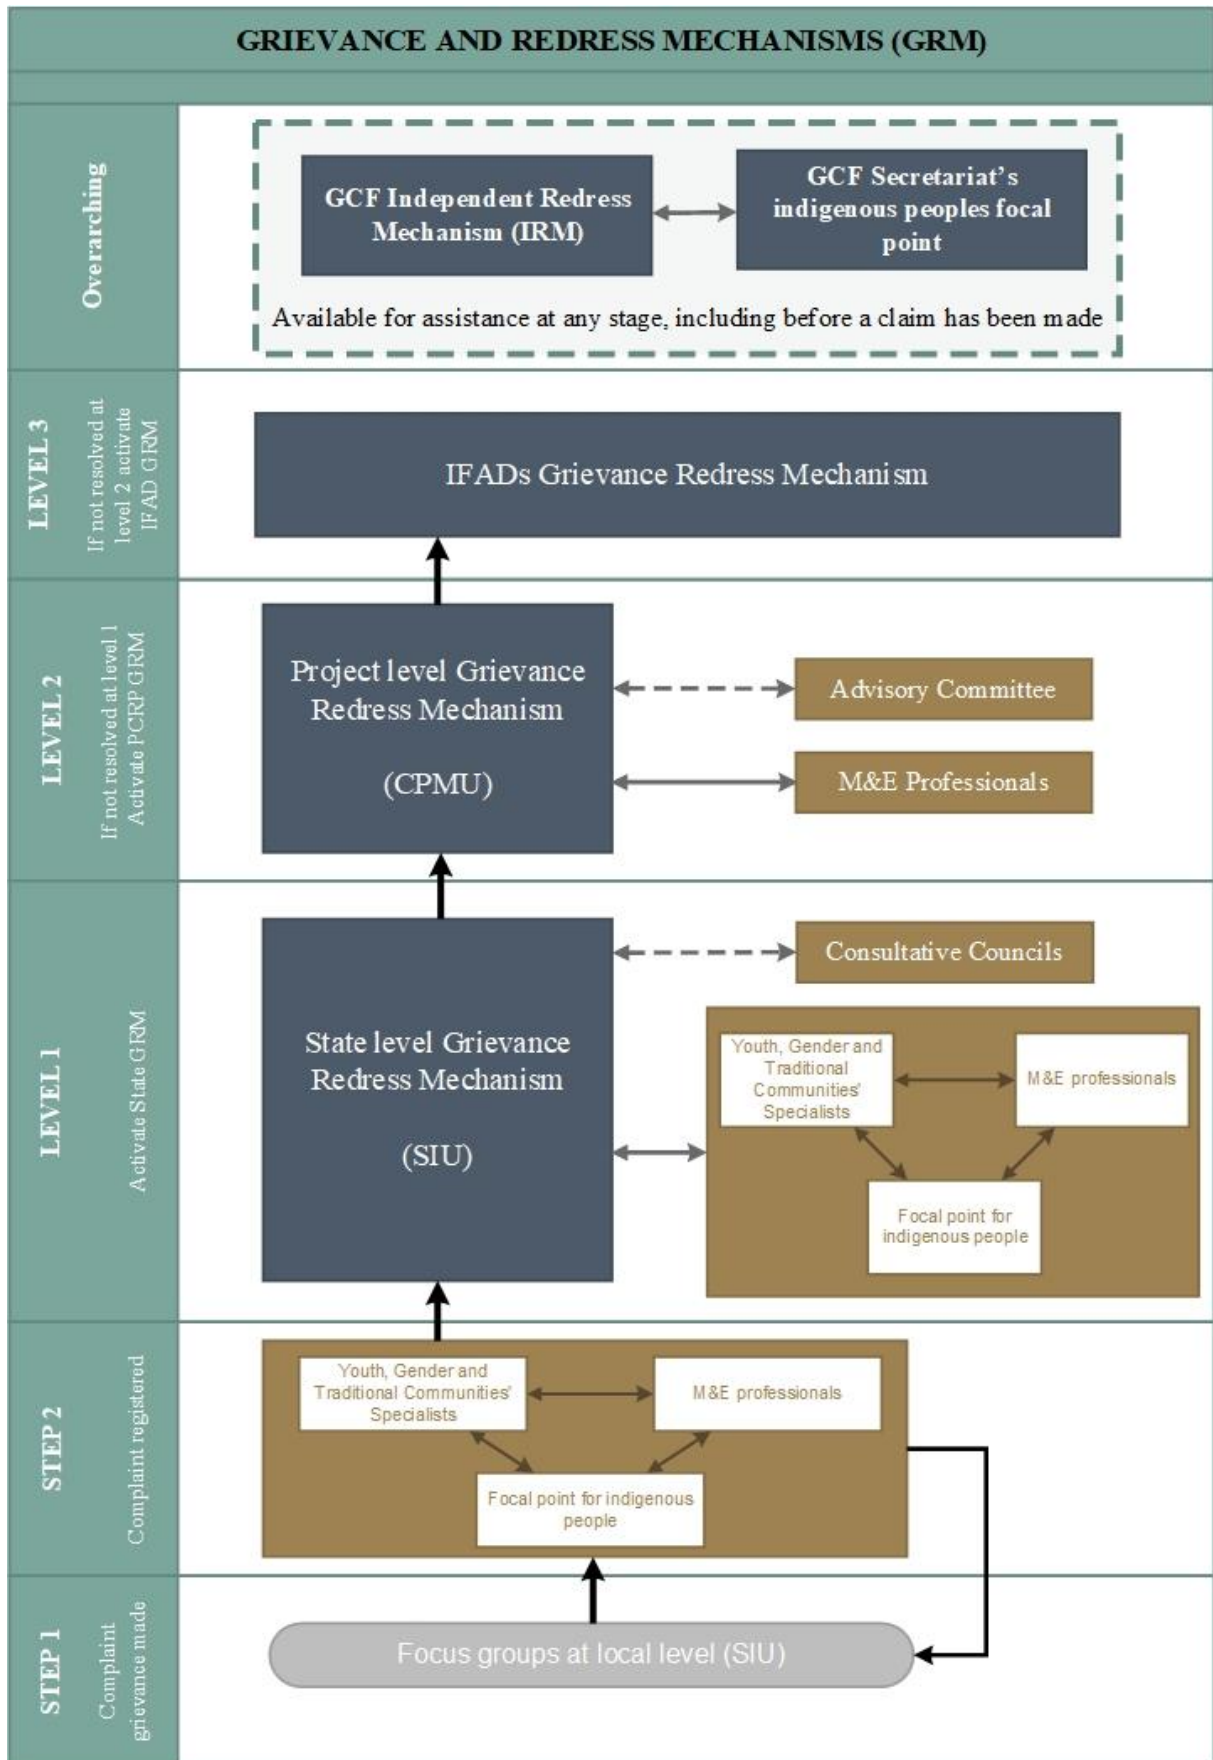 GRIEVANCE AND REDRESS MECHANISMS (GRM)
Overarching
GCF Independent Redress
Mechanism (IRM)
GCF Secretariat's
indigenous peoples focal
point
Available for assistance at any stage, including before a claim has been made
LEVEL 3
If not resolved at
level 2 activate
IFAD GRM
IFADs Grievance Redress Mechanism
LEVEL 2
If not resolved at level 1
Activate PCRP GRM
Project level Grievance
Redress Mechanism
(CPMU)
Advisory Committee
M&E Professionals
LEVEL 1
Activate State GRM
State level Grievance
Redress Mechanism
(SIU)
Consultative Councils
Youth, Gender and
Traditional
Communities'
Specialists
M&E professionals
Focal point for
indigenous people
STEP 2
Complaint registered
Youth, Gender and
Traditional Communities'
Specialists
M&E professionals
Focal point for indigenous
people
STEP 1
Complaint
grievance made
Focus groups at local level (SIU)